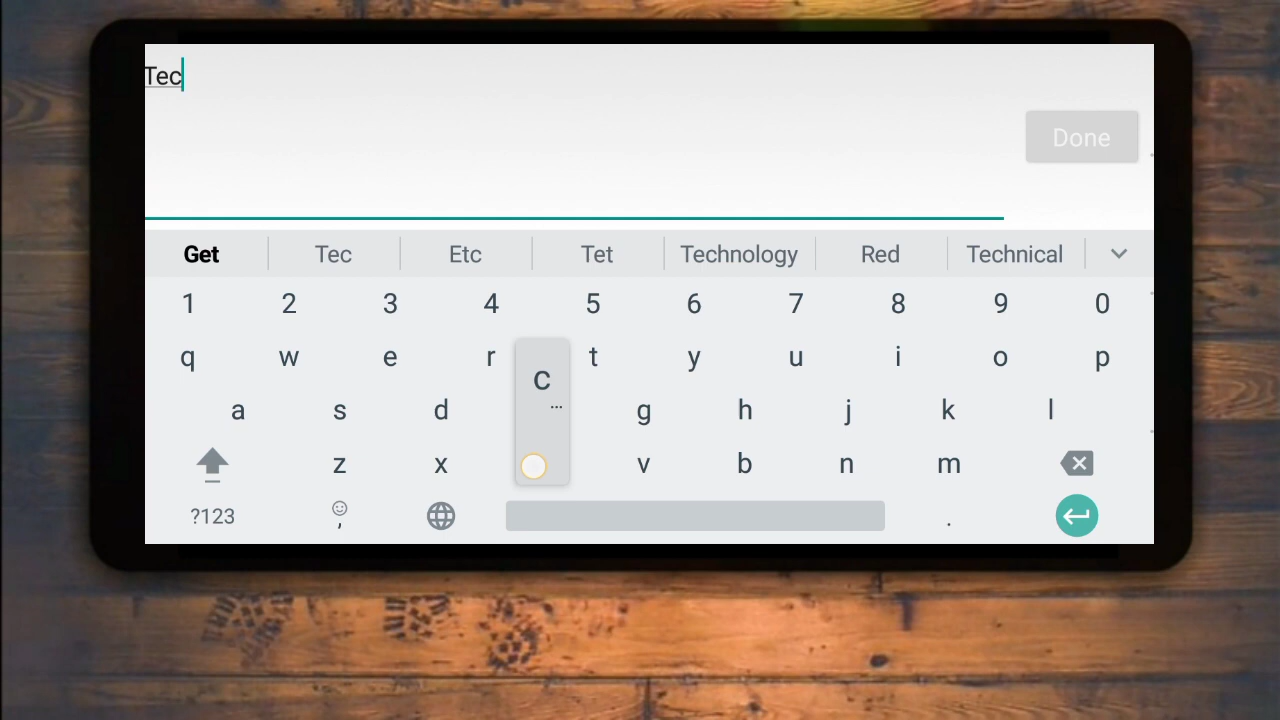 Tec
Done
Get Tec Etc Tet Technology Red Technical
1 2 3 4 5 6 7 8 9 0
q w e r t y u i o p
c
a s d g h j k l
z x v b n m
?123 , .